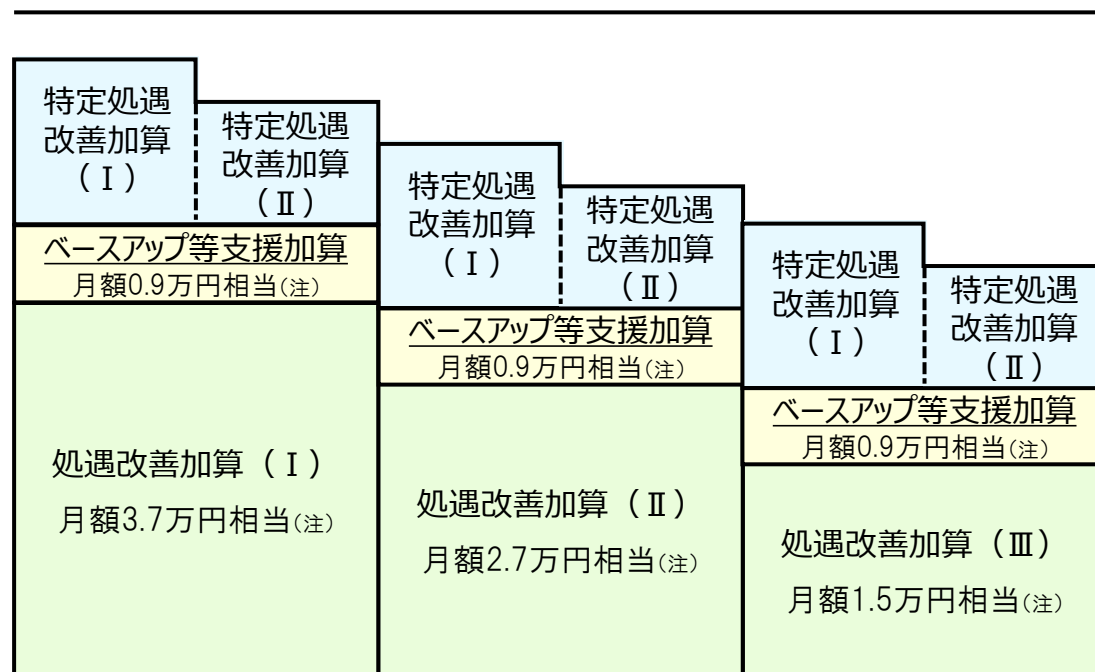 特定処遇
改善加算
（Ⅰ）
特定処遇
改善加算
（Ⅱ）
ベースアップ等支援加算
月額0.9万円相当(注)
処遇改善加算（Ⅰ）
月額3.7万円相当(注)
特定処遇
改善加算
（Ⅰ）
特定処遇
改善加算
（Ⅱ）
ベースアップ等支援加算
月額0.9万円相当(注)
処遇改善加算（Ⅱ）
月額2.7万円相当(注)
特定処遇
改善加算
（Ⅰ）
特定処遇
改善加算
（Ⅱ）
ベースアップ等支援加算
月額0.9万円相当(注)
処遇改善加算（Ⅲ）
月額1.5万円相当(注)